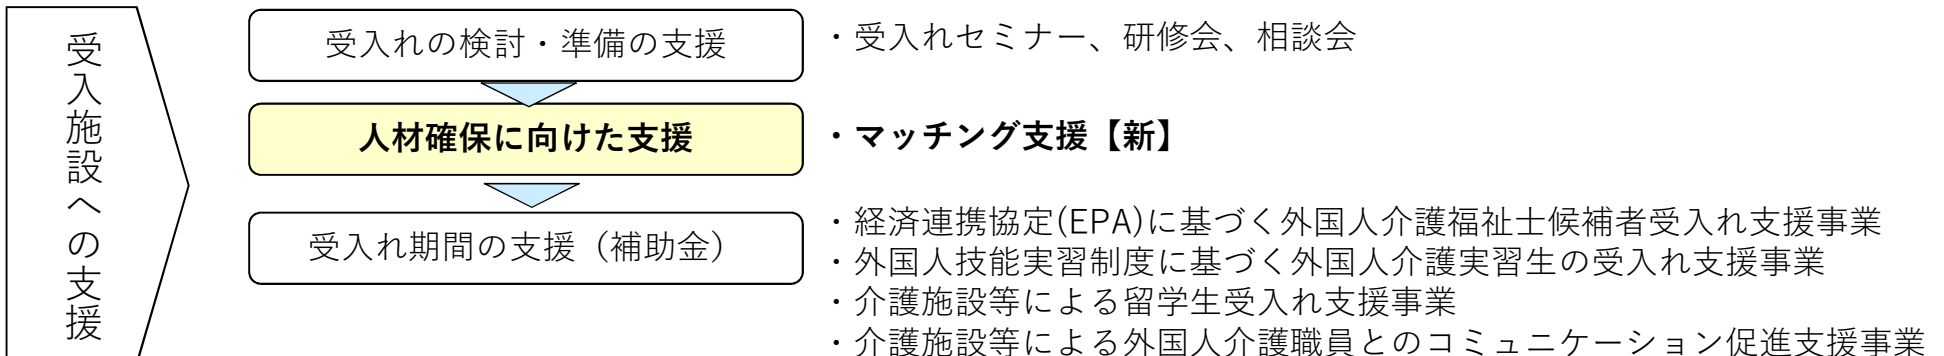 受入施設への支援
受入れの検討・準備の支援
・受入れセミナー、研修会、相談会
人材確保に向けた支援
・マッチング支援【新】
受入れ期間の支援（補助金）
・経済連携協定(EPA)に基づく外国人介護福祉士候補者受入れ支援事業
・外国人技能実習制度に基づく外国人介護実習生の受入れ支援事業
・介護施設等による留学生受入れ支援事業
・介護施設等による外国人介護職員とのコミュニケーション促進支援事業